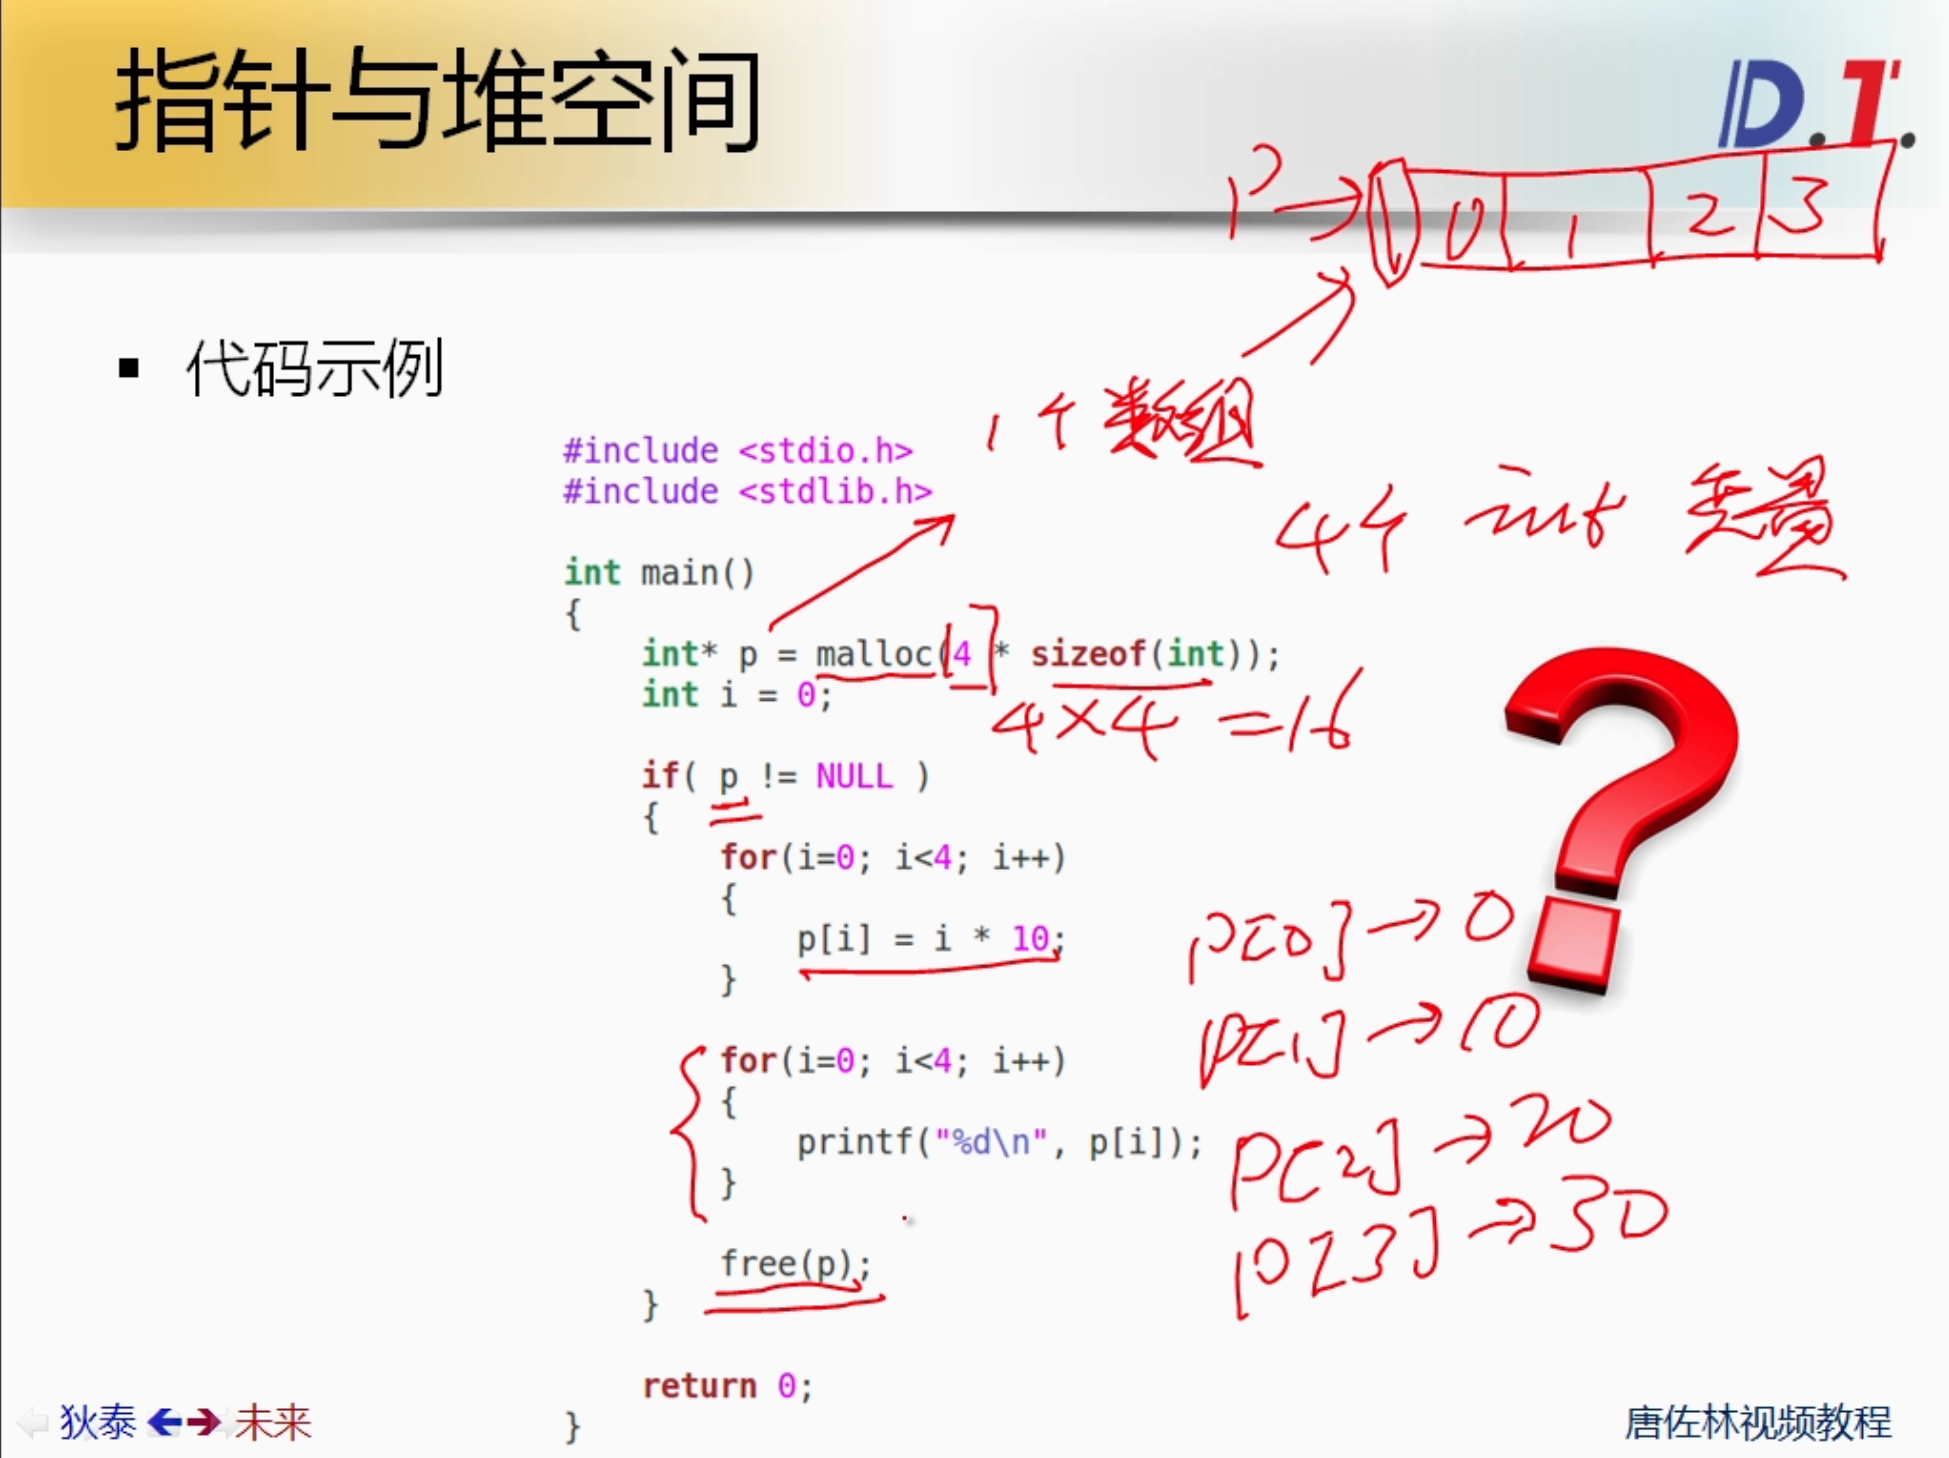 指针与堆空间
D.T.
p 0 1 2 3
▪ 代码示例
1个数组
4个 int 变量
#include <stdio.h>
#include <stdlib.h>
int main()
{
int* p = malloc(4 * sizeof(int));
4×4 =16
int i = 0;
if( p != NULL )
{
for(i=0; i<4; i++)
{
p[i] = i * 10;
}
p[0]→0
p[1]→10
p[2]→20
p[3]→30
for(i=0; i<4; i++)
{
printf("%d\n", p[i]);
}
free(p);
}
return 0;
}
狄泰 未来
唐佐林视频教程